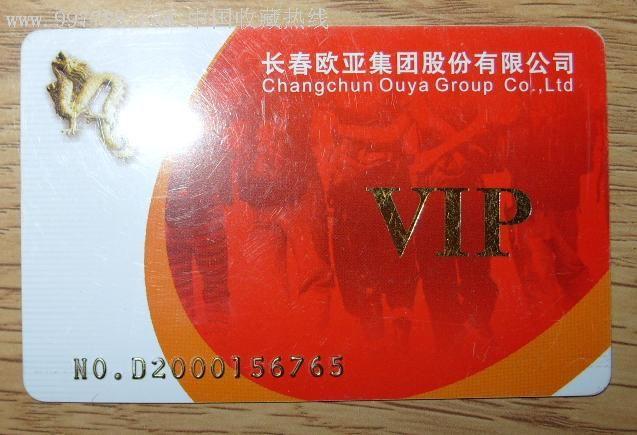 中国收藏热线
长春欧亚集团股份有限公司
Changchun Ouya Group Co.,Ltd
VIP
NO.D2000156765